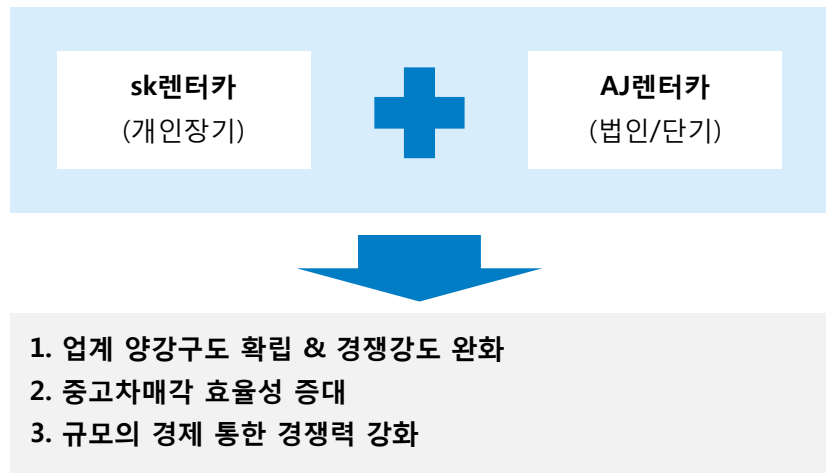 sk렌터카
(개인장기)
AJ렌터카
(법인/단기)
1. 업계 양강구도 확립 & 경쟁강도 완화
2. 중고차매각 효율성 증대
3. 규모의 경제 통한 경쟁력 강화